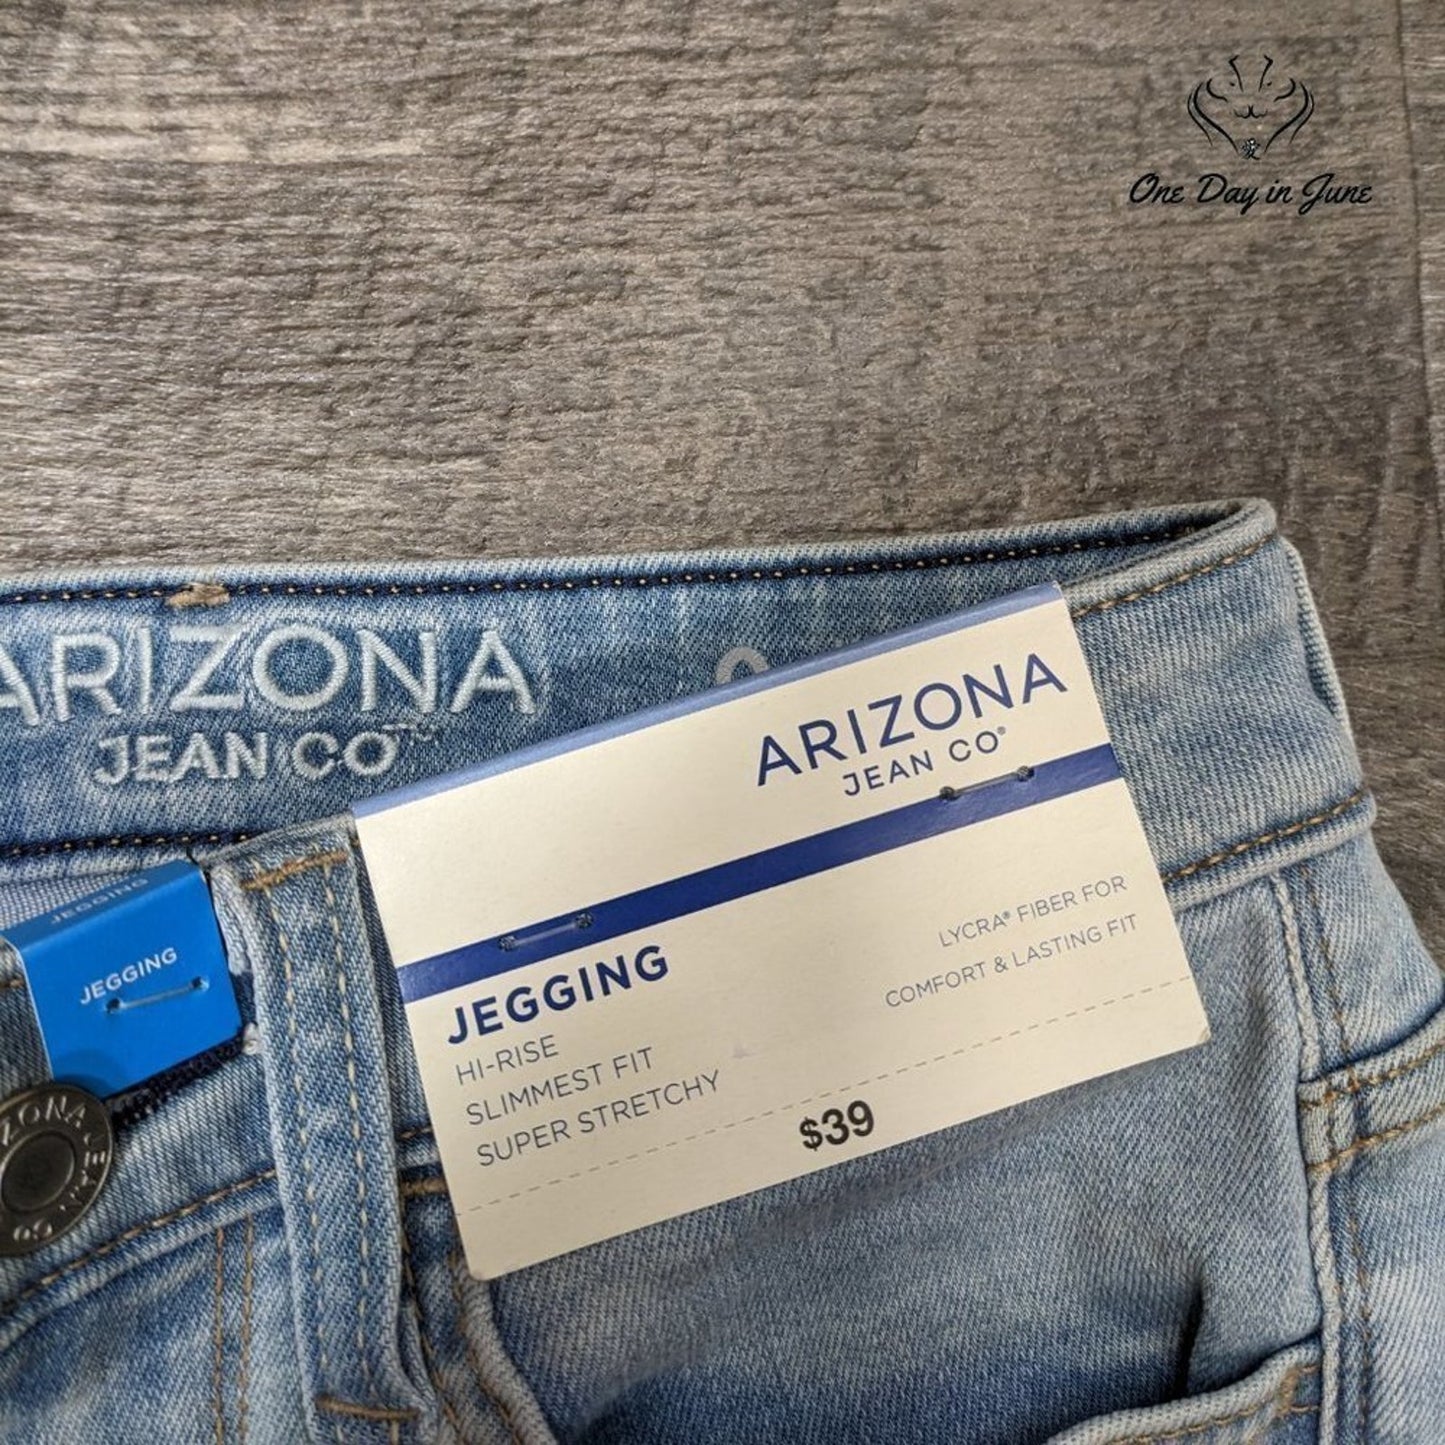 One Day in June
ARIZONA
JEAN CO
ARIZONA
JEAN CO®
JEGGING
HI-RISE
SLIMMEST FIT
SUPER STRETCHY
LYCRA® FIBER FOR
COMFORT & LASTING FIT
$39
JEGGING
JEGGING